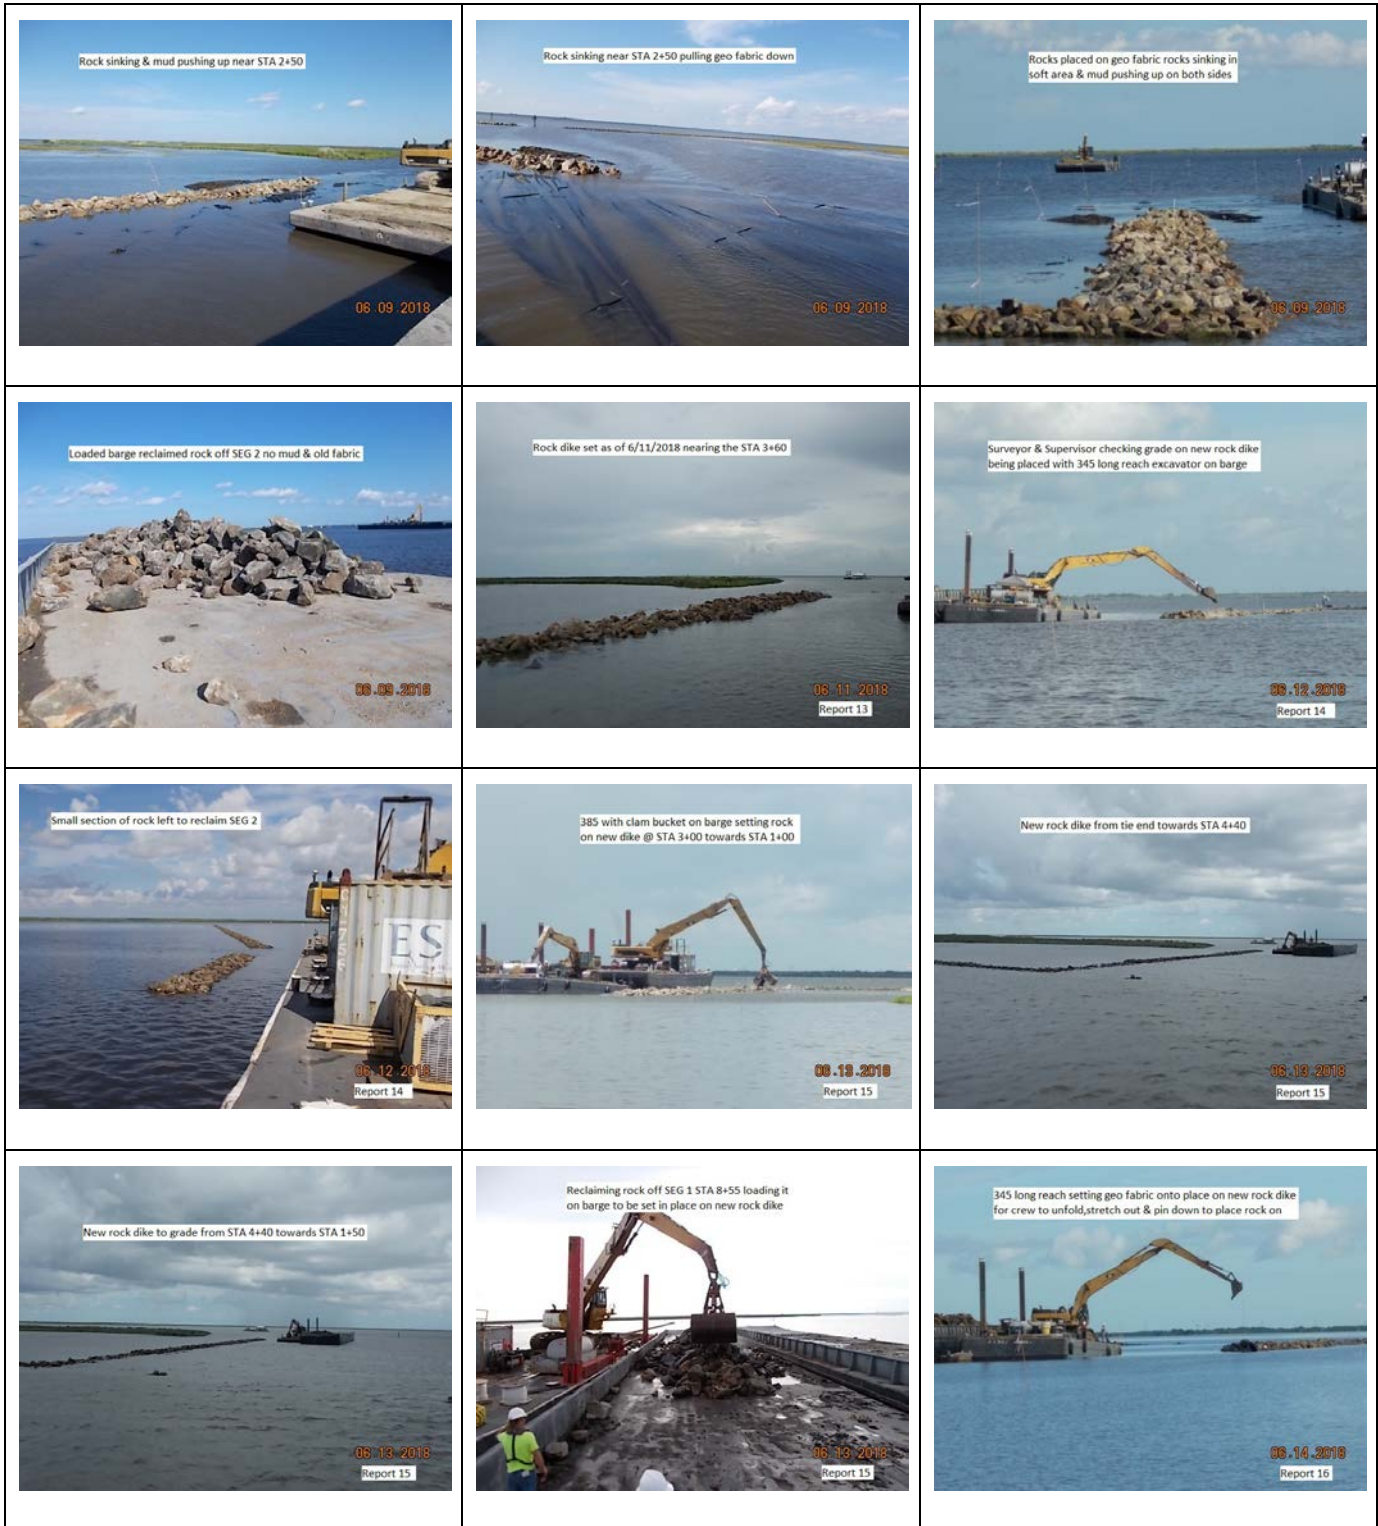 Rock sinking & mud pushing up near STA 2+50
06 09 2018
Rock sinking near STA 2+50 pulling geo fabric down
06 09 2018
Rocks placed on geo fabric rocks sinking in
soft area & mud pushing up on both sides
06.09.2018
Loaded barge reclaimed rock off SEG 2 no mud & old fabric
06.09.2018
Rock dike set as of 6/11/2018 nearing the STA 3+60
06.11.2018
Report 13
Surveyor & Supervisor checking grade on new rock dike
being placed with 345 long reach excavator on barge
06.12.2018
Report 14
Small section of rock left to reclaim SEG 2
ES
06.12 2018
Report 14
385 with clam bucket on barge setting rock
on new dike @ STA 3+00 towards STA 1+00
06.13.2018
Report 15
New rock dike from tie end towards STA 4+40
06.13.2018
Report 15
New rock dike to grade from STA 4+40 towards STA 1+50
06 13 2018
Report 15
Reclaiming rock off SEG 1 STA 8+55 loading it
on barge to be set in place on new rock dike
06.13.2018
Report 15
345 long reach setting geo fabric onto place on new rock dike
for crew to unfold,stretch out & pin down to place rock on
06.14.2018
Report 16